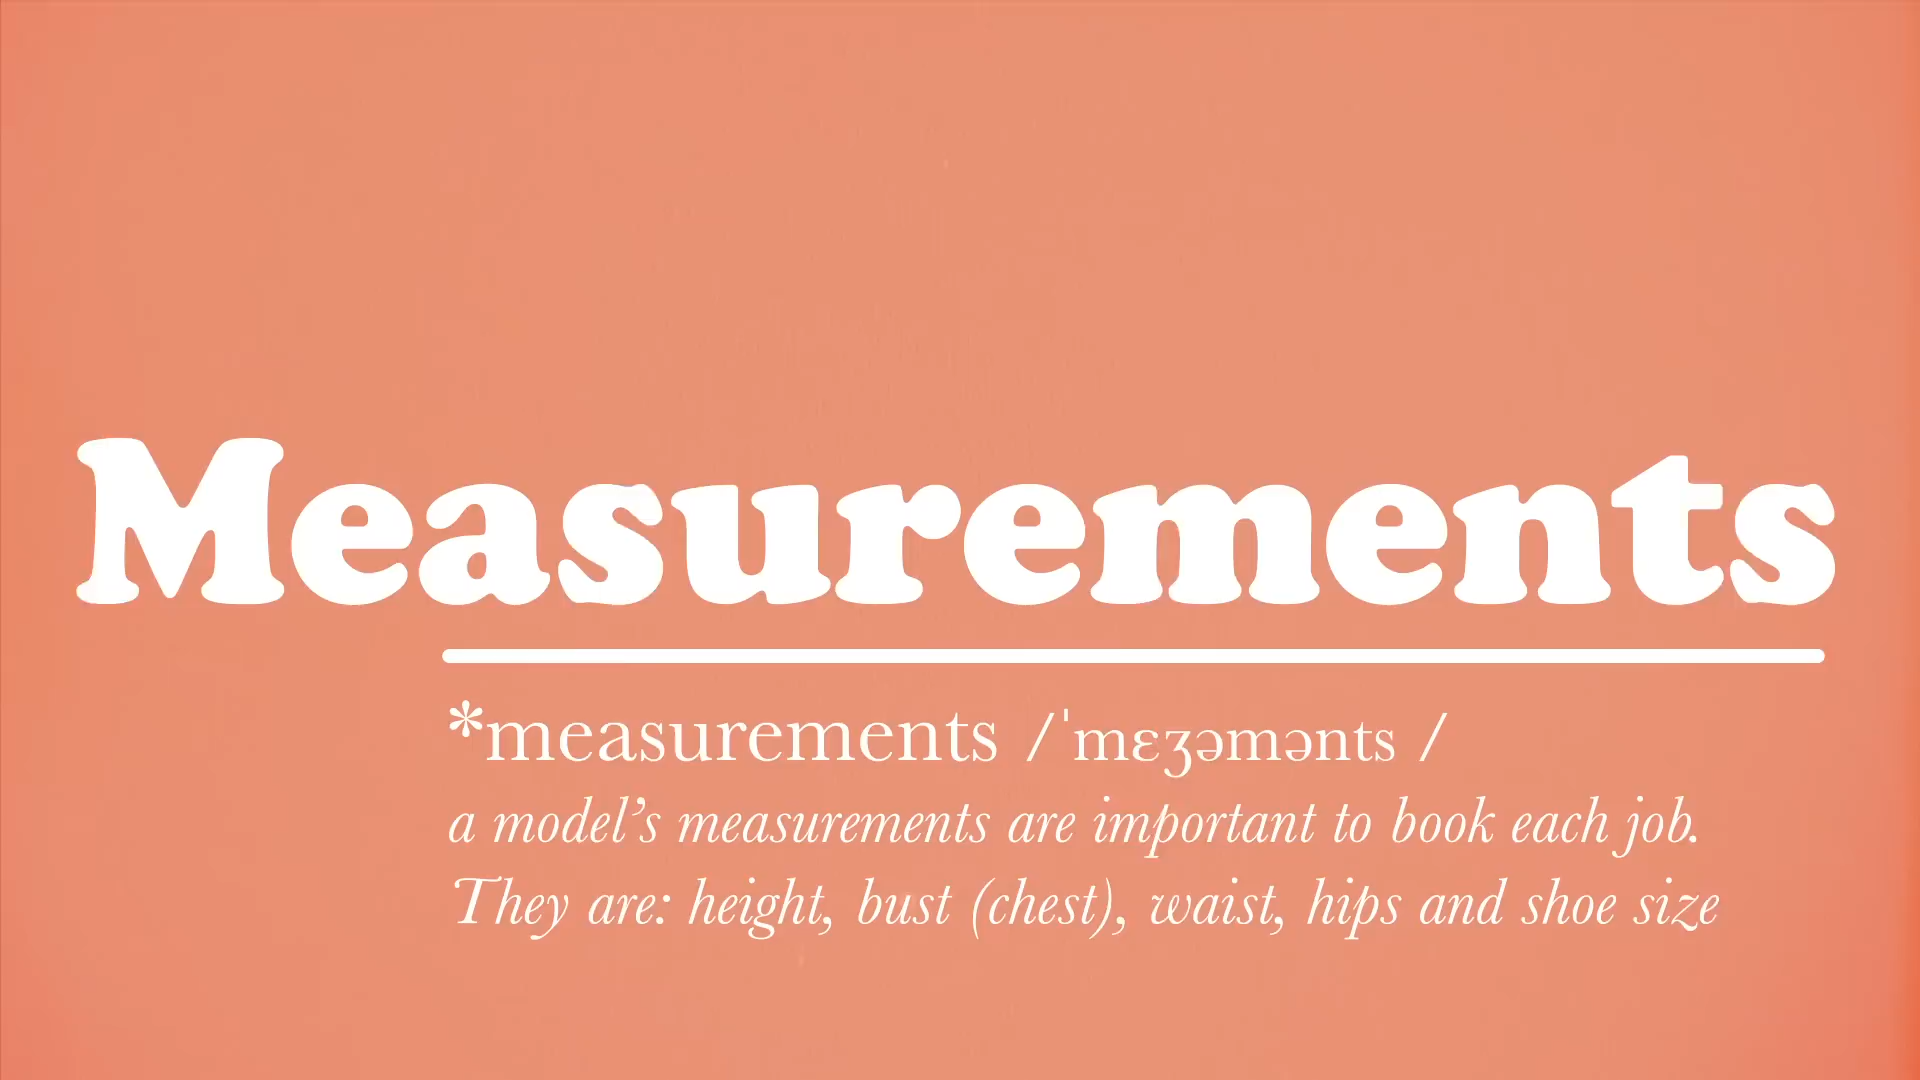 Measurements
*measurements /ˈmɛʒəmənts /
a model’s measurements are important to book each job.
They are: height, bust (chest), waist, hips and shoe size